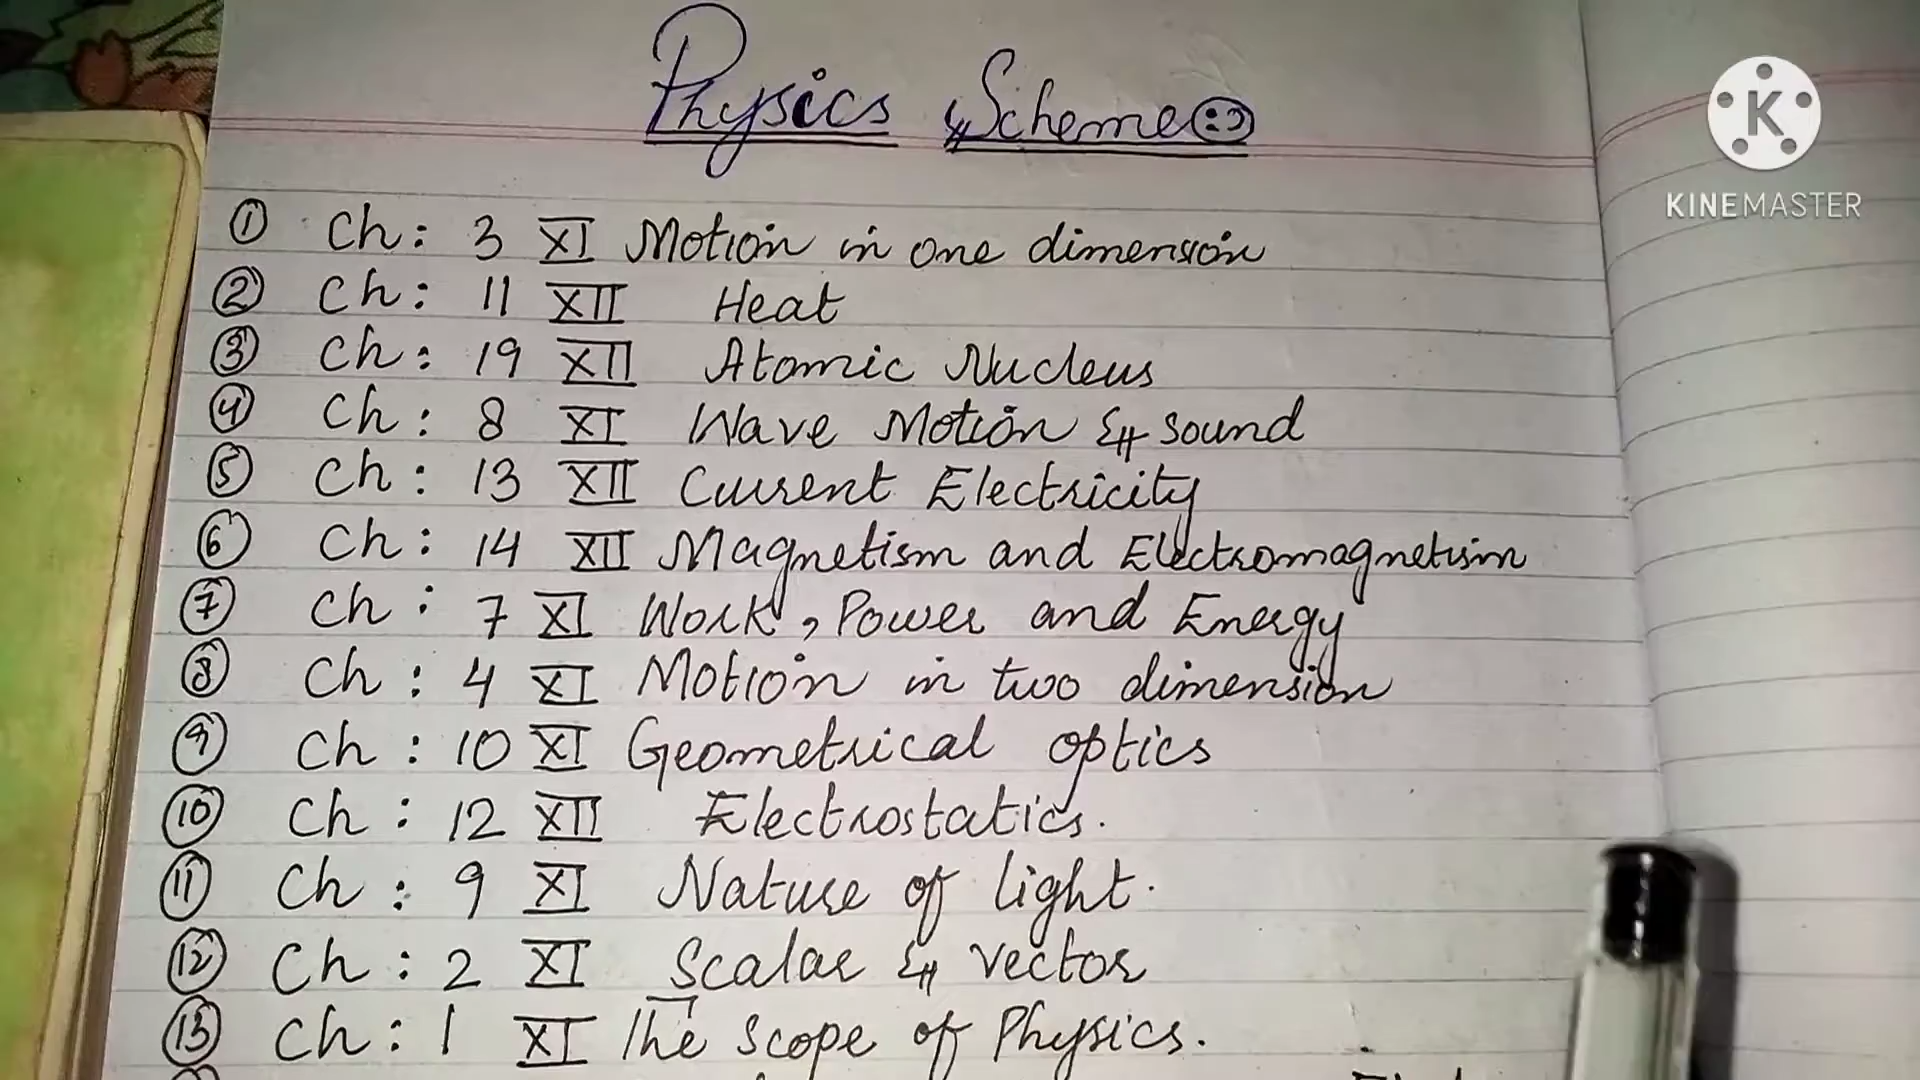 Physics Scheme
K
KINEMASTER
① Ch: 3 XI Motion in one dimension
② Ch: 11 XII Heat
③ Ch: 19 XII Atomic Nucleus
④ Ch: 8 XI Wave Motion & sound
⑤ Ch: 13 XII Current Electricity
⑥ Ch: 14 XII Magnetism and Electromagnetism
⑦ Ch: 7 XI Work, Power and Energy
⑧ Ch: 4 XI Motion in two dimension
⑨ Ch: 10 XI Geometrical optics
⑩ Ch: 12 XII Electrostatics.
⑪ Ch: 9 XI Nature of light.
⑫ Ch: 2 XI Scalar & vector
⑬ Ch: 1 XI The scope of Physics.